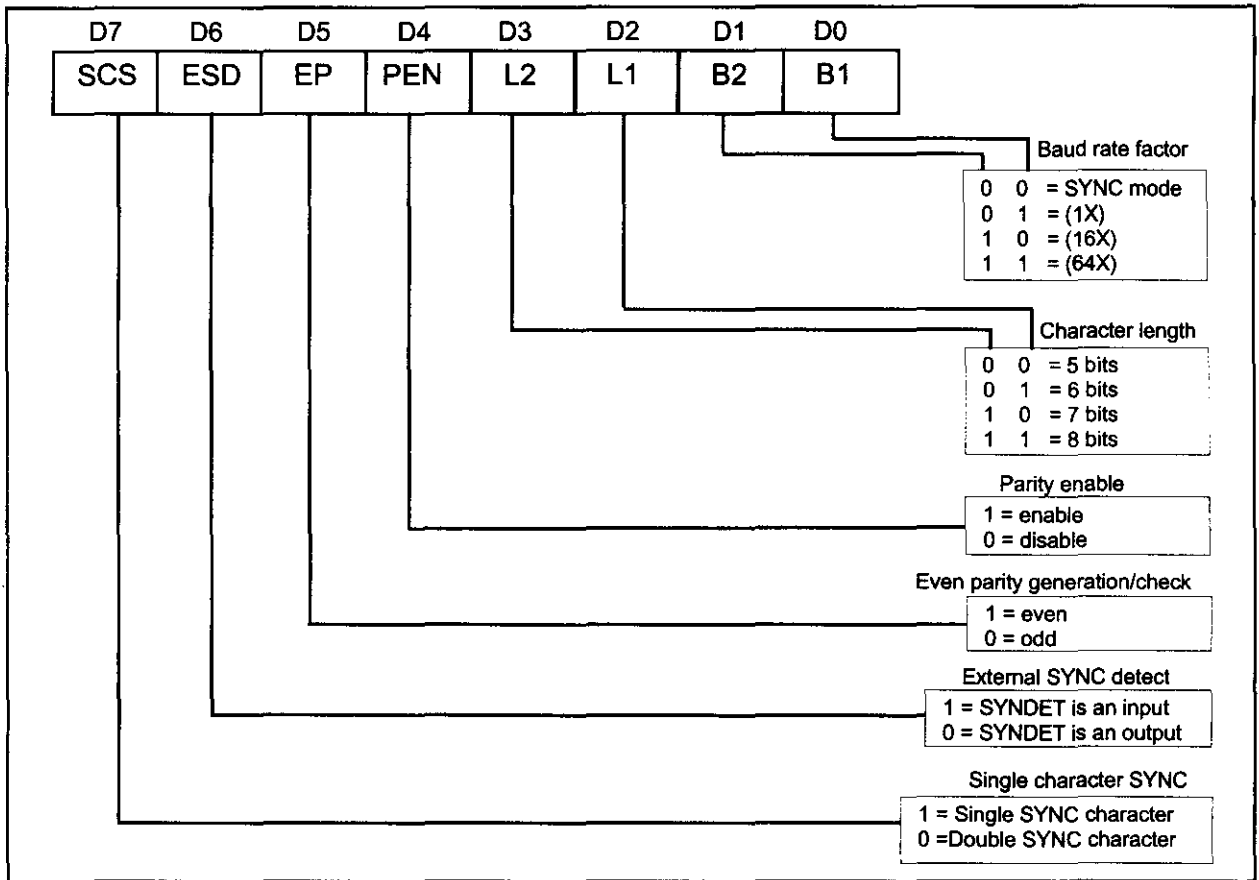 D7 D6 D5 D4 D3 D2 D1 D0
SCS ESD EP PEN L2 L1 B2 B1
Baud rate factor
0 0 = SYNC mode
0 1 = (1X)
1 0 = (16X)
1 1 = (64X)
Character length
0 0 = 5 bits
0 1 = 6 bits
1 0 = 7 bits
1 1 = 8 bits
Parity enable
1 = enable
0 = disable
Even parity generation/check
1 = even
0 = odd
External SYNC detect
1 = SYNDET is an input
0 = SYNDET is an output
Single character SYNC
1 = Single SYNC character
0 =Double SYNC character